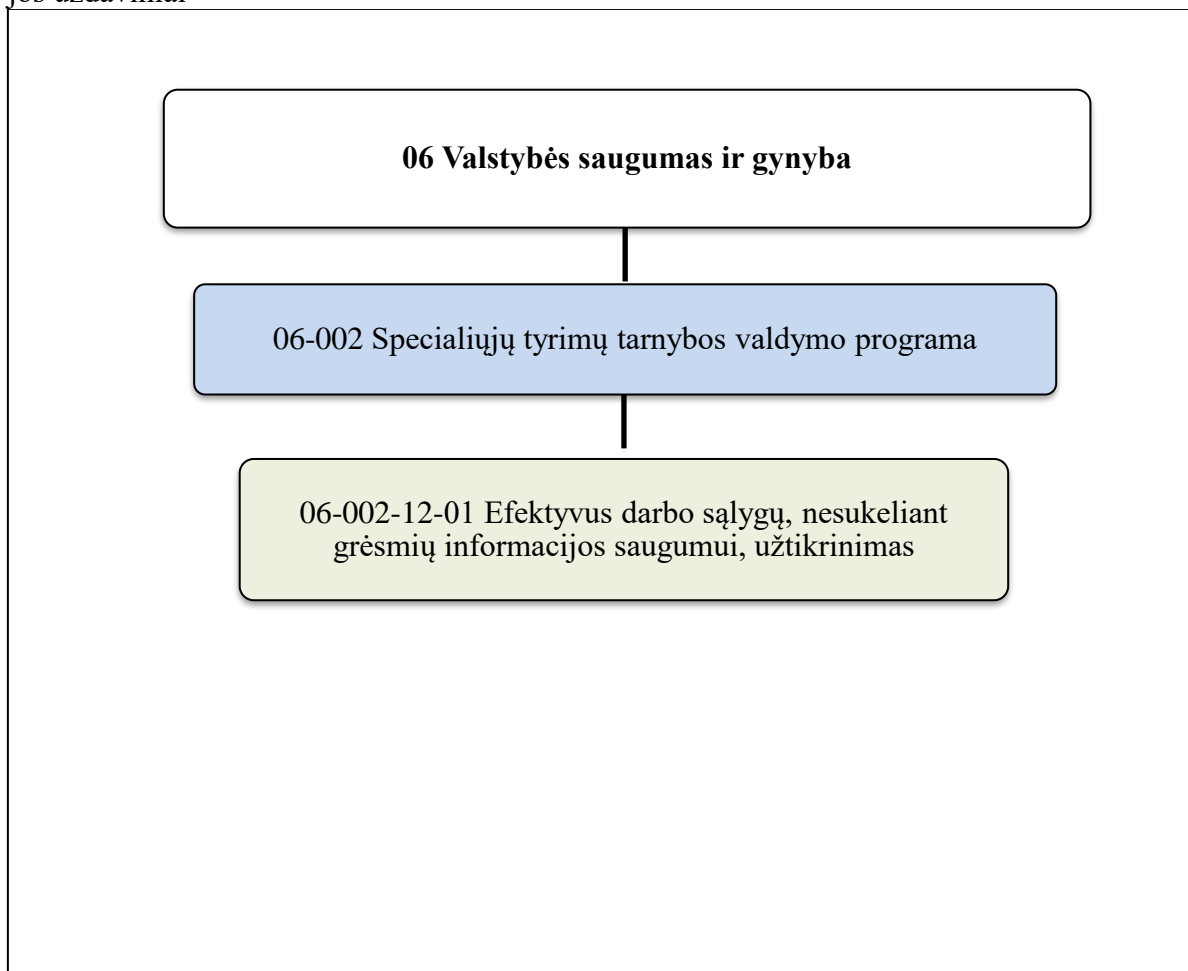 jos uždaviniai
06 Valstybės saugumas ir gynyba
06-002 Specialiųjų tyrimų tarnybos valdymo programa
06-002-12-01 Efektyvus darbo sąlygų, nesukeliant
grėsmių informacijos saugumui, užtikrinimas